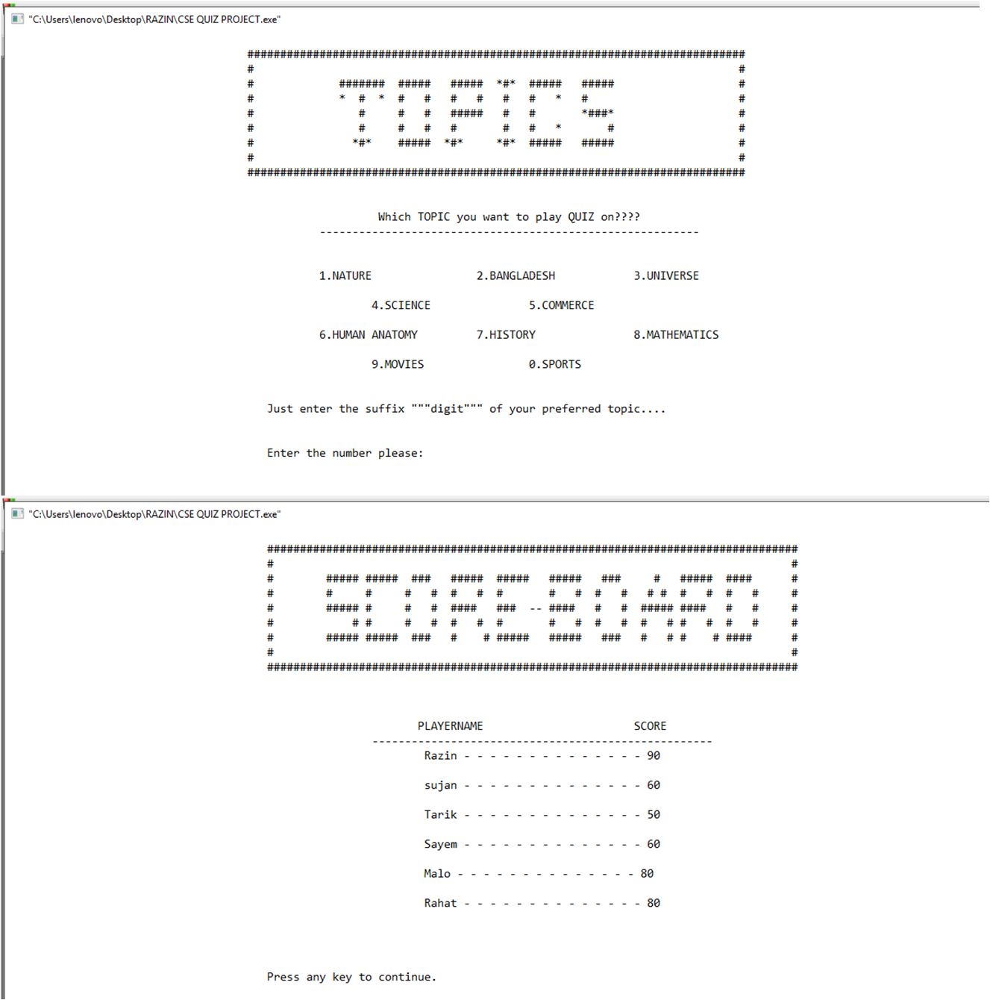 "C:\Users\lenovo\Desktop\RAZIN\CSE QUIZ PROJECT.exe"
TOPICS
Which TOPIC you want to play QUIZ on????
----------------------------------------------------------
1.NATURE 2.BANGLADESH 3.UNIVERSE
4.SCIENCE 5.COMMERCE
6.HUMAN ANATOMY 7.HISTORY 8.MATHEMATICS
9.MOVIES 0.SPORTS
Just enter the suffix """digit""" of your preferred topic....
Enter the number please:
"C:\Users\lenovo\Desktop\RAZIN\CSE QUIZ PROJECT.exe"
SCORE--BOARD
PLAYERNAME SCORE
----------------------------------------------------
Razin - - - - - - - - - - - - - - 90
sujan - - - - - - - - - - - - - - 60
Tarik - - - - - - - - - - - - - - 50
Sayem - - - - - - - - - - - - - - 60
Malo - - - - - - - - - - - - - - 80
Rahat - - - - - - - - - - - - - - 80
Press any key to continue.